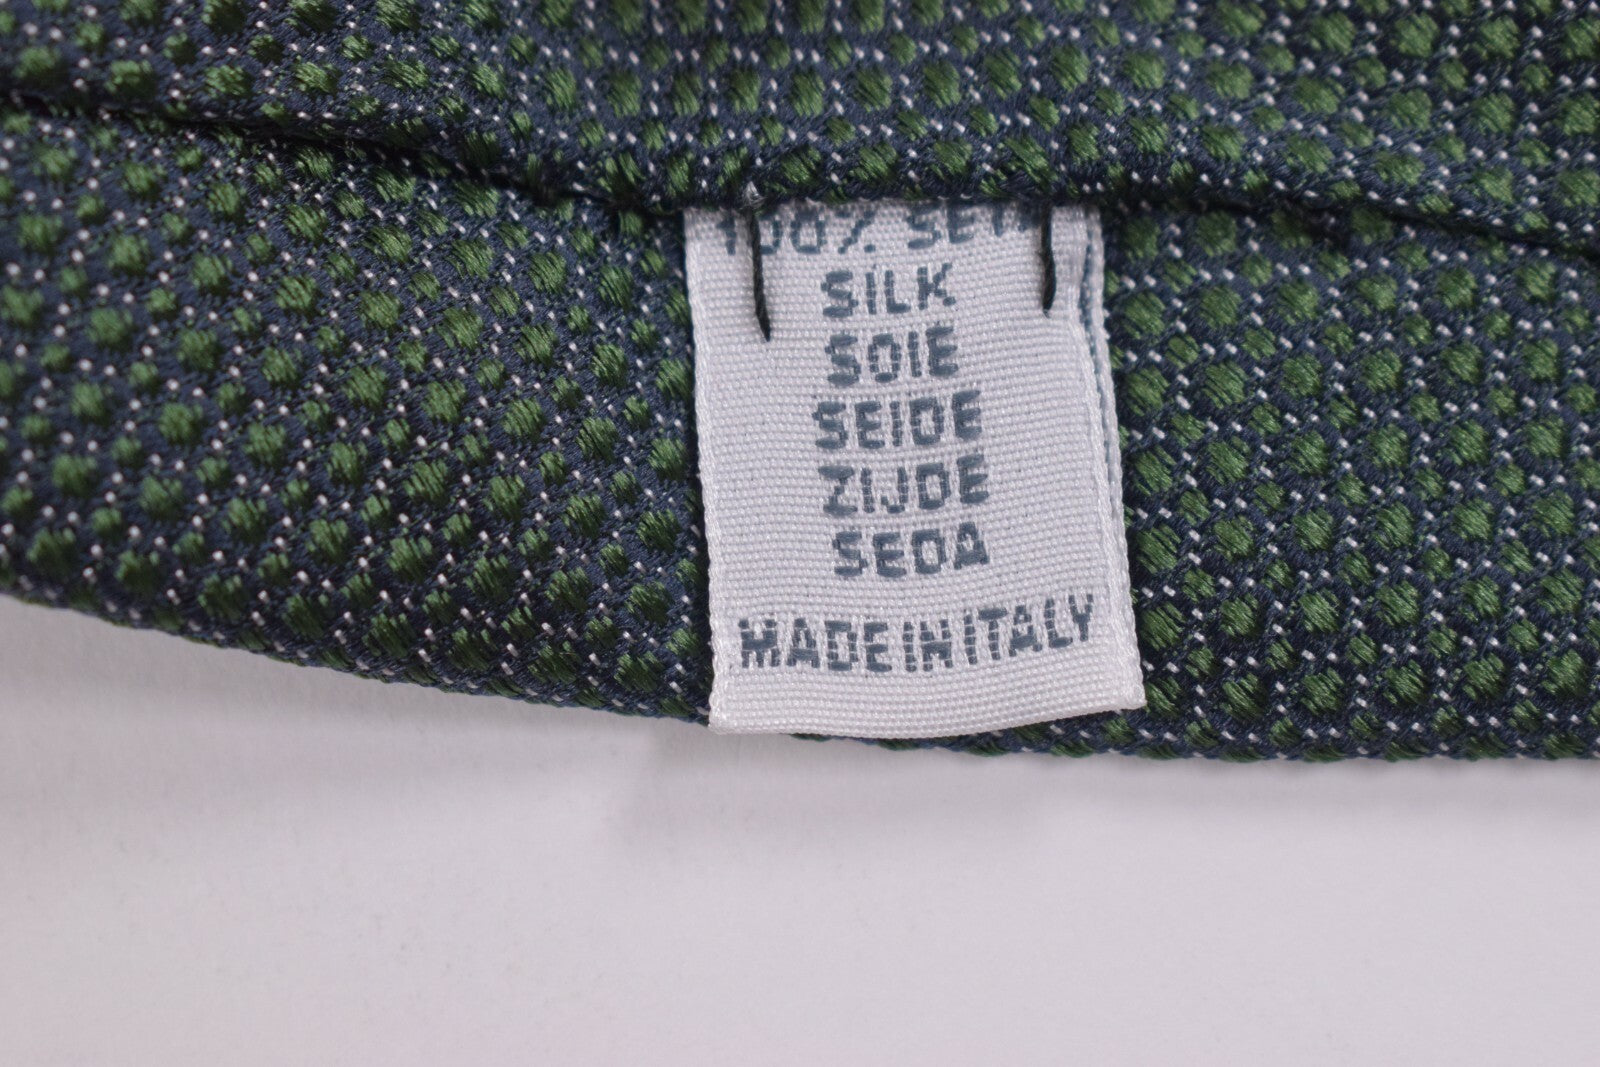 100% SETA
SILK
SOIE
SEIDE
ZIJDE
SEDA
MADE IN ITALY